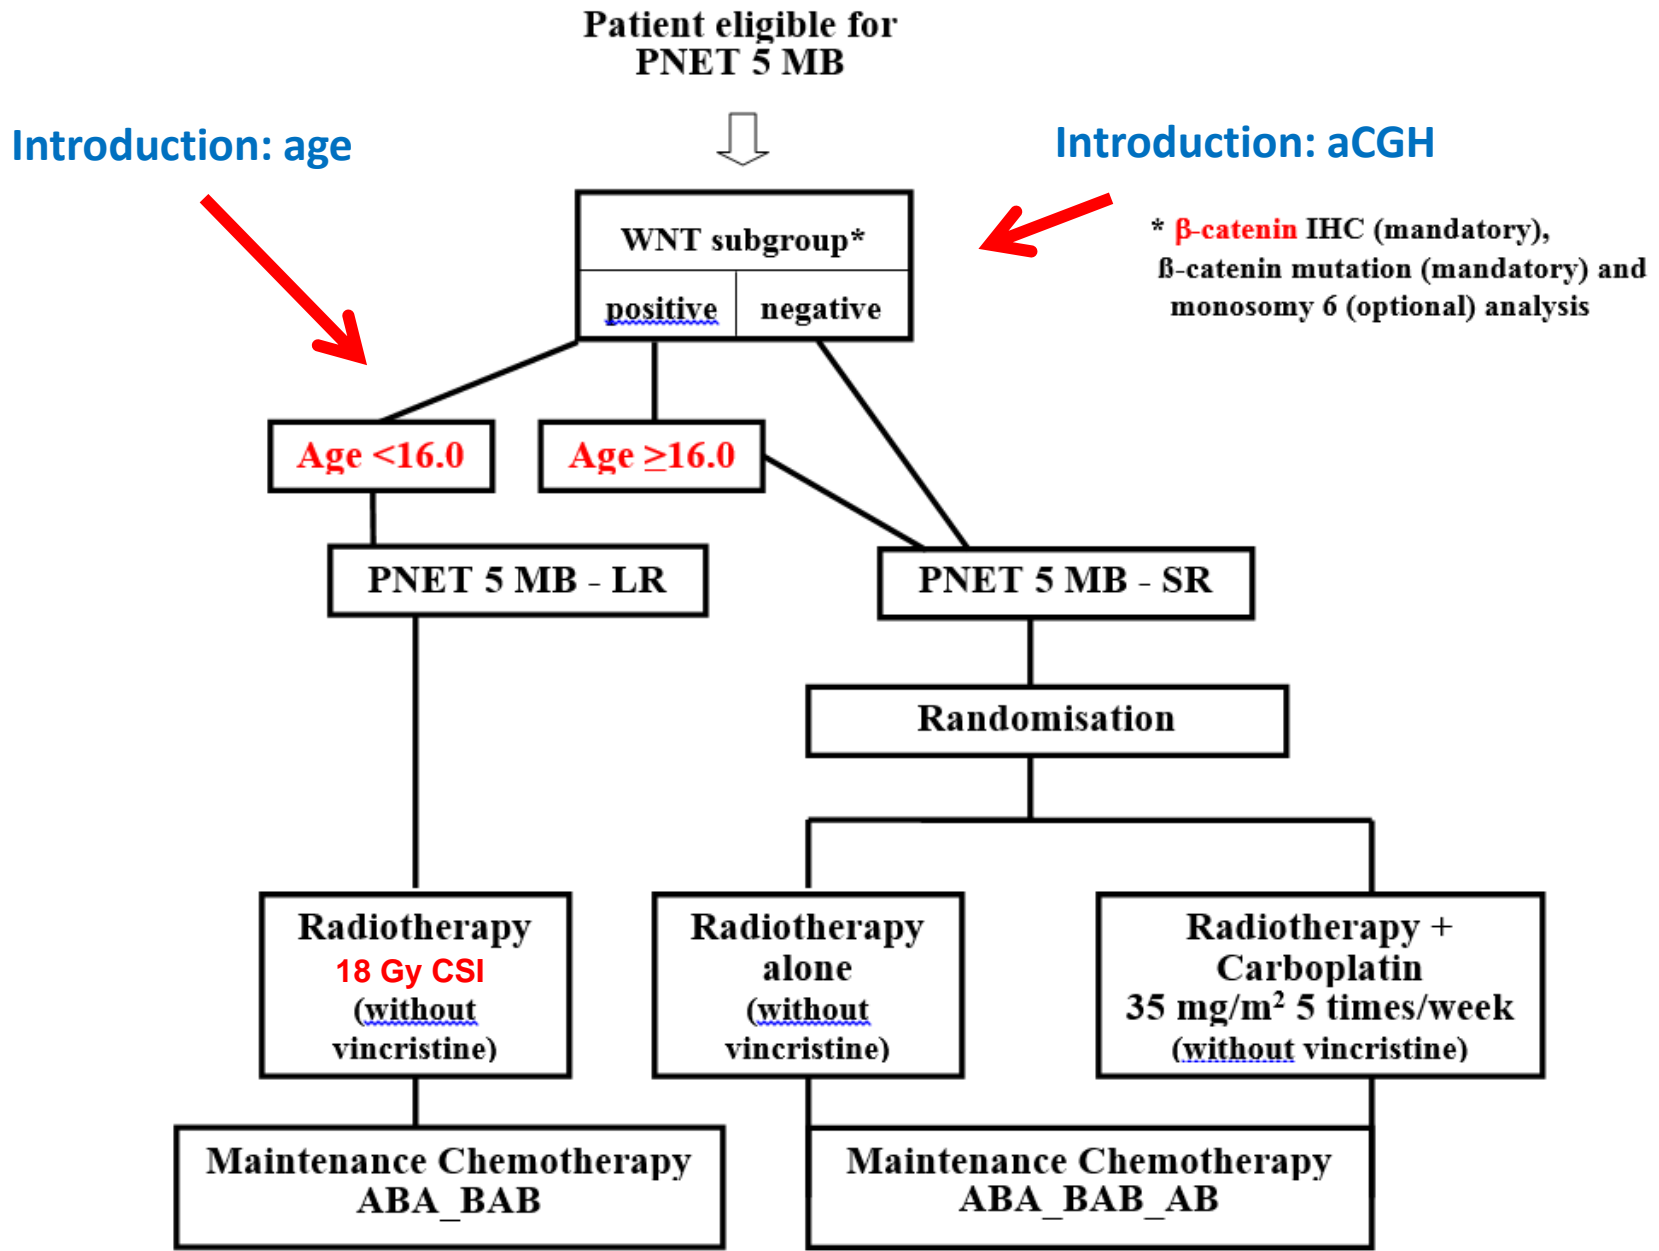 Patient eligible for
PNET 5 MB
Introduction: age
Introduction: aCGH
WNT subgroup*
positive
negative
* β-catenin IHC (mandatory),
ß-catenin mutation (mandatory) and
monosomy 6 (optional) analysis
Age <16.0
Age ≥16.0
PNET 5 MB - LR
PNET 5 MB - SR
Randomisation
Radiotherapy
18 Gy CSI
(without
vincristine)
Radiotherapy
alone
(without
vincristine)
Radiotherapy +
Carboplatin
35 mg/m² 5 times/week
(without vincristine)
Maintenance Chemotherapy
ABA_BAB
Maintenance Chemotherapy
ABA_BAB_AB